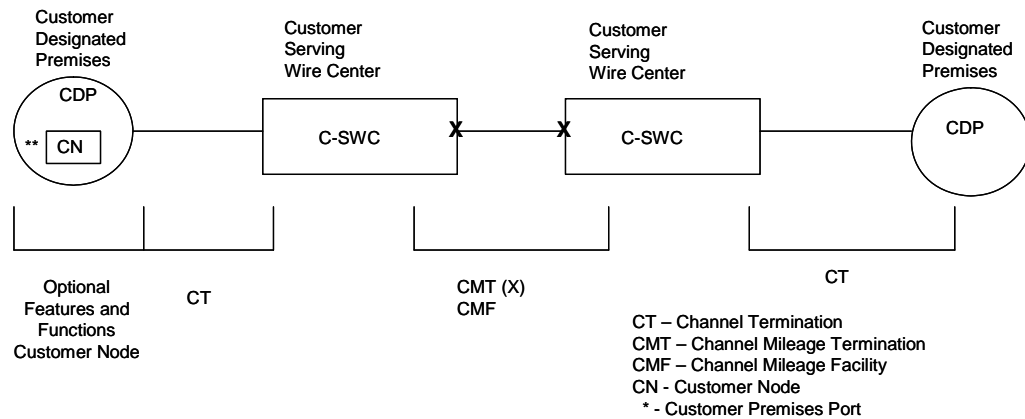 Customer
Designated
Premises
Customer
Serving
Wire Center
Customer
Serving
Wire Center
Customer
Designated
Premises
CDP
** CN
C-SWC
X
X
C-SWC
CDP
Optional
Features and
Functions
Customer Node
CT
CMT (X)
CMF
CT
CT – Channel Termination
CMT – Channel Mileage Termination
CMF – Channel Mileage Facility
CN - Customer Node
* - Customer Premises Port